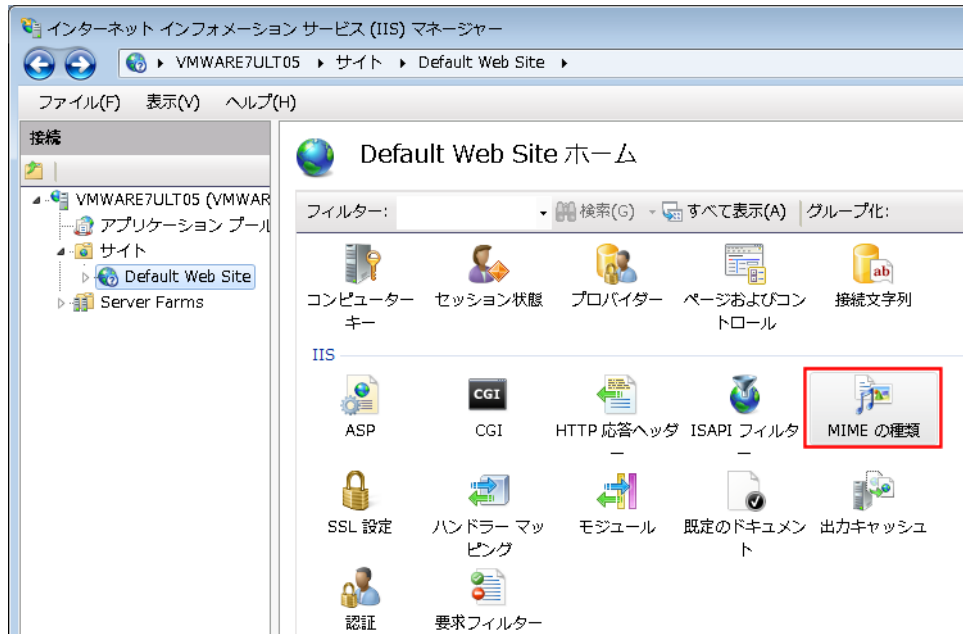 インターネット インフォメーション サービス (IIS) マネージャー
VMWARE7ULT05 サイト Default Web Site
ファイル(F) 表示(V) ヘルプ(H)
接続
VMWARE7ULT05 (VMWAR
アプリケーション プール
サイト
Default Web Site
Server Farms
Default Web Site ホーム
フィルター: 検索(G) すべて表示(A) グループ化:
コンピューター キー
セッション状態
プロバイダー
ページおよびコントロール
接続文字列
ab
IIS
ASP
CGI
CGI
HTTP 応答ヘッダー
ISAPI フィルター
MIME の種類
SSL 設定
ハンドラー マッピング
モジュール
既定のドキュメント
出力キャッシュ
認証
要求フィルター